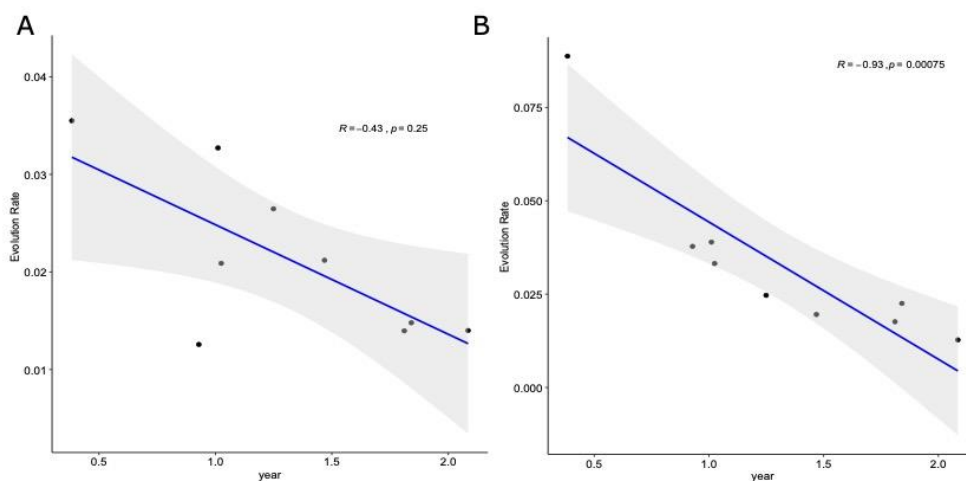 A
0.04
0.03
0.02
0.01
Evolution Rate
R = −0.43 , p = 0.25
0.5 1.0 1.5 2.0
year
B
0.075
0.050
0.025
0.000
Evolution Rate
R = −0.93 , p = 0.00075
0.5 1.0 1.5 2.0
year